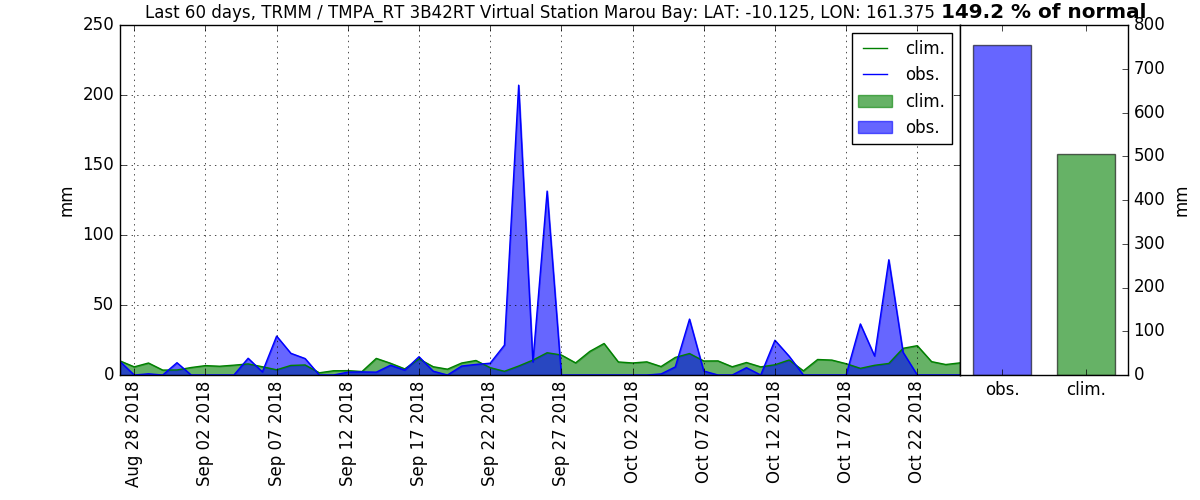 Last 60 days, TRMM / TMPA_RT 3B42RT Virtual Station Marou Bay: LAT: -10.125, LON: 161.375 149.2 % of normal
250
200
150
100
50
0
mm
clim.
obs.
clim.
obs.
Aug 28 2018
Sep 02 2018
Sep 07 2018
Sep 12 2018
Sep 17 2018
Sep 22 2018
Sep 27 2018
Oct 02 2018
Oct 07 2018
Oct 12 2018
Oct 17 2018
Oct 22 2018
800
700
600
500
400
300
200
100
0
mm
obs.
clim.